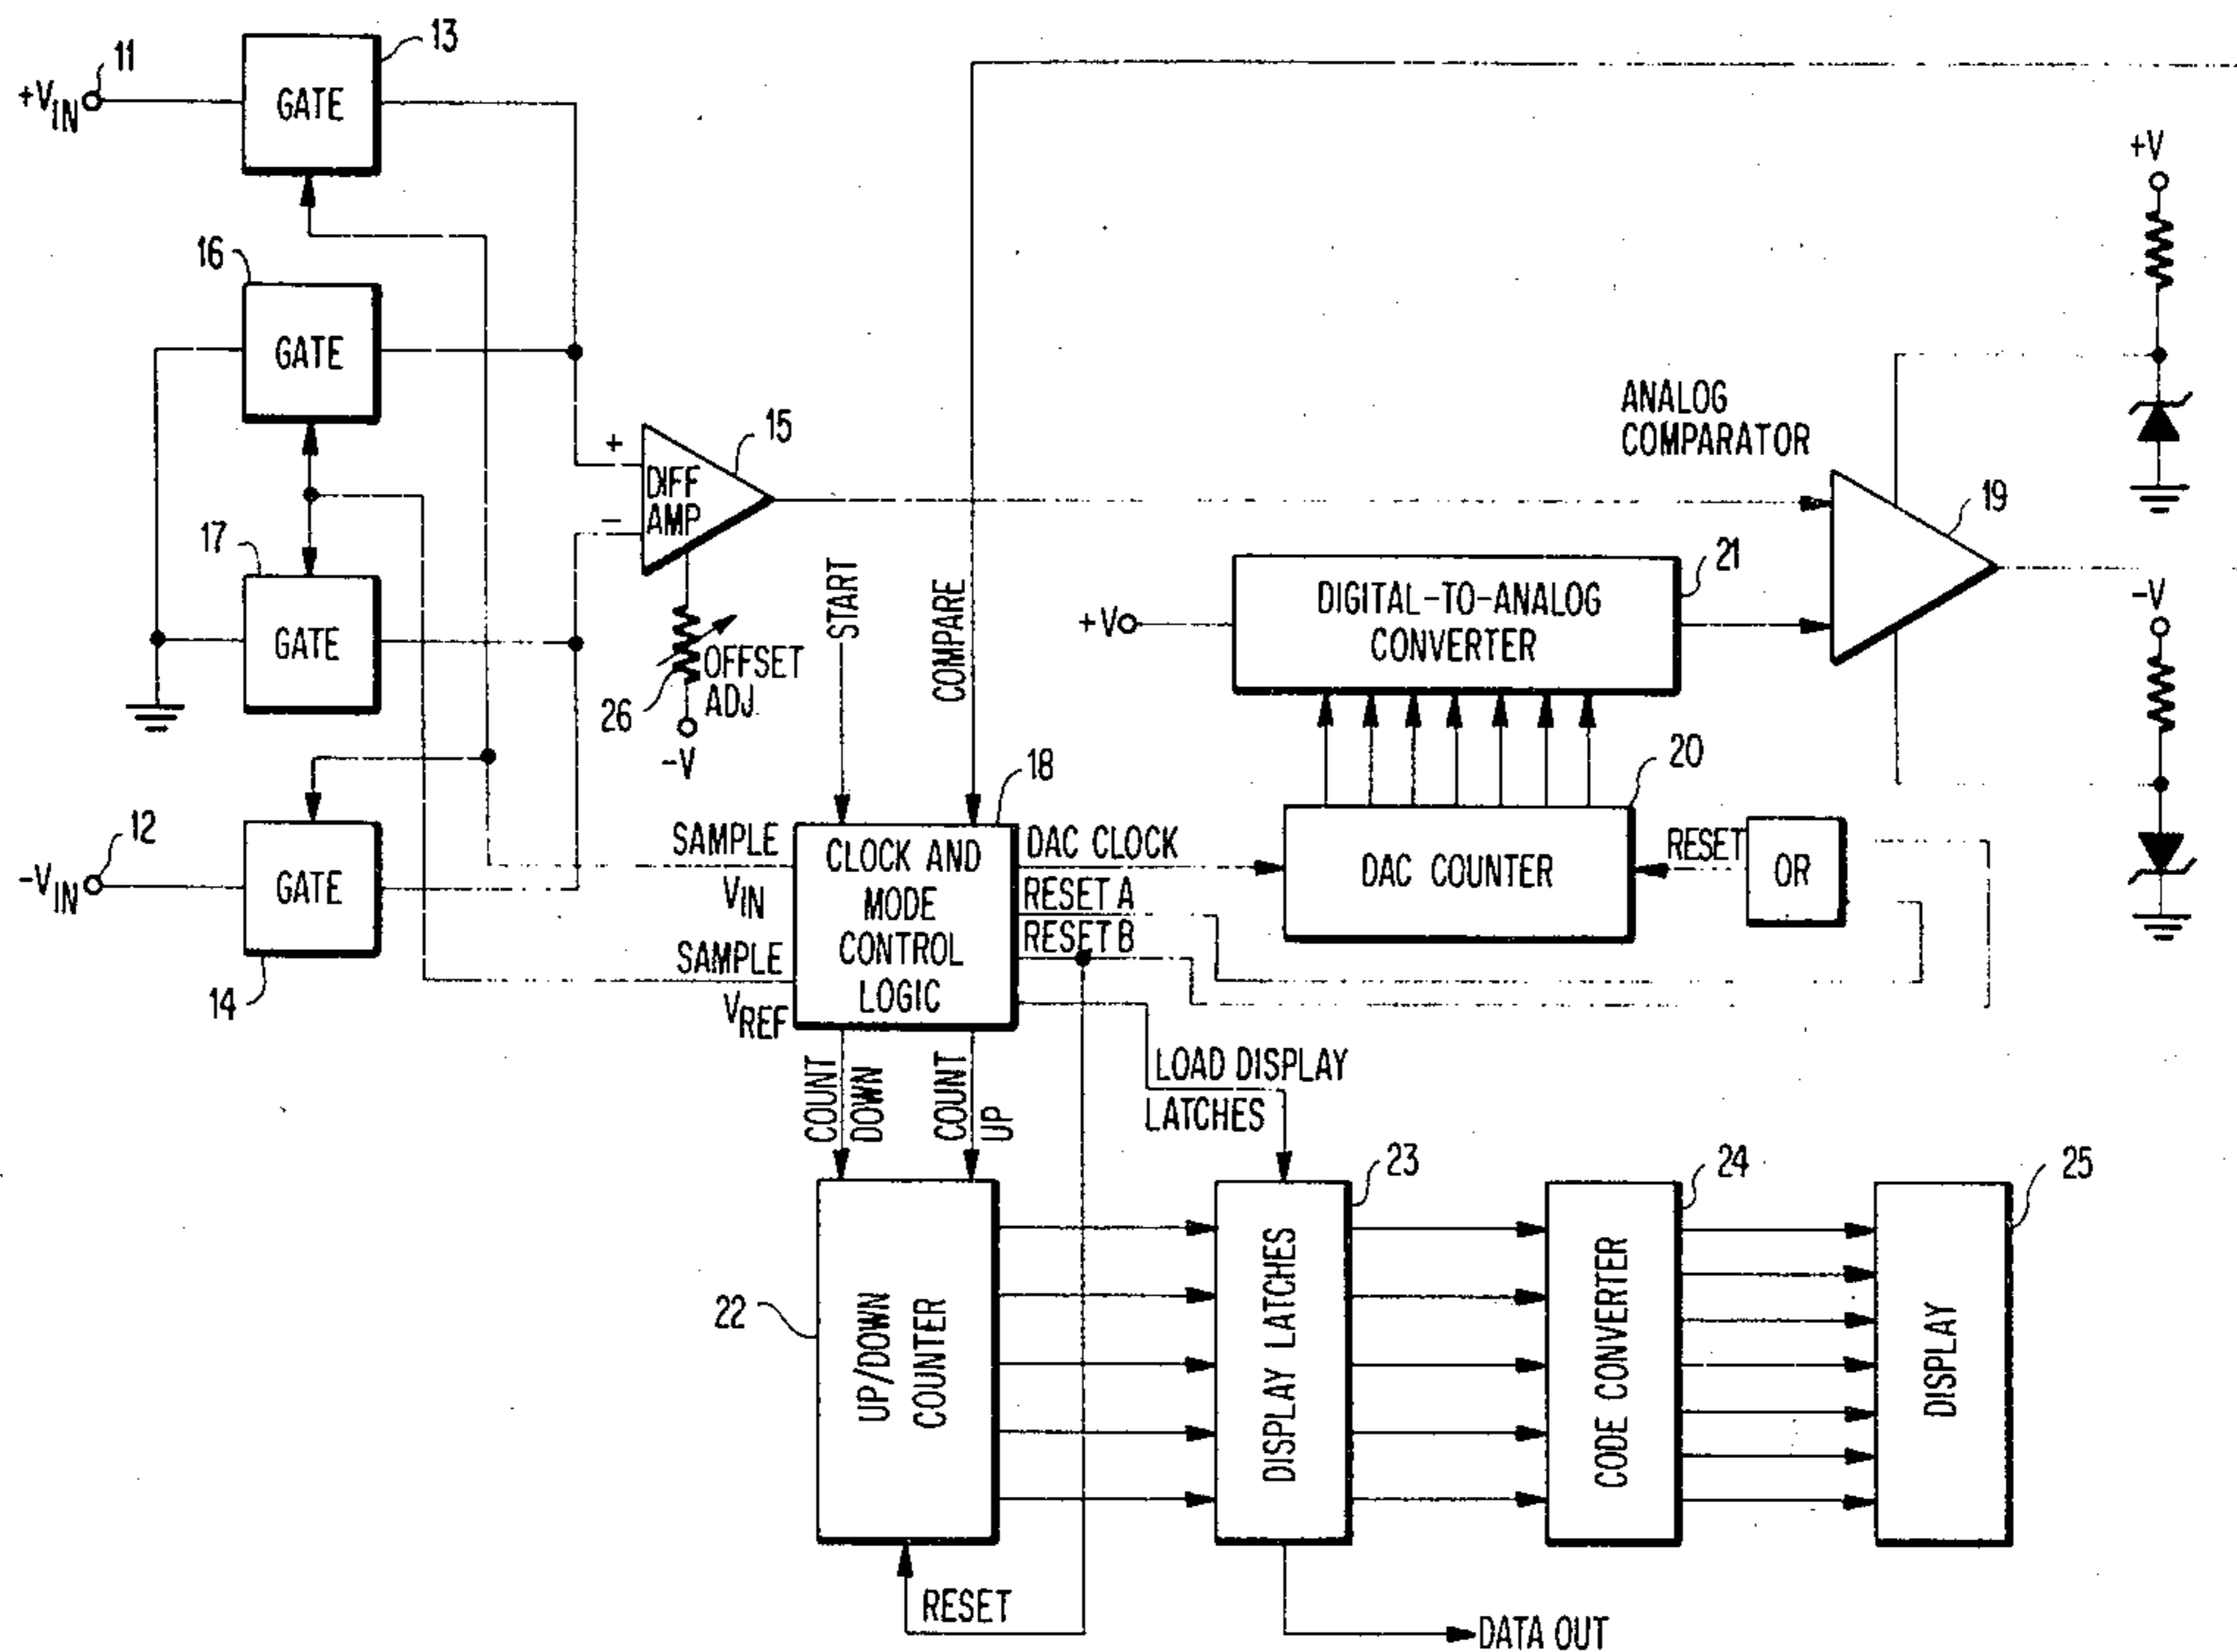 +VIN
11
GATE
13
16
GATE
17
GATE
-VIN
12
GATE
14
+
-
DIFF
AMP
15
OFFSET
ADJ.
26
-V
START
COMPARE
ANALOG
COMPARATOR
19
+V
-V
+V
DIGITAL-TO-ANALOG
CONVERTER
21
20
DAC COUNTER
RESET
OR
18
SAMPLE
VIN
SAMPLE
VREF
CLOCK AND
MODE
CONTROL
LOGIC
DAC CLOCK
RESET A
RESET B
COUNT
DOWN
COUNT
UP
LOAD DISPLAY
LATCHES
22
UP/DOWN
COUNTER
RESET
23
DISPLAY LATCHES
24
CODE CONVERTER
25
DISPLAY
DATA OUT